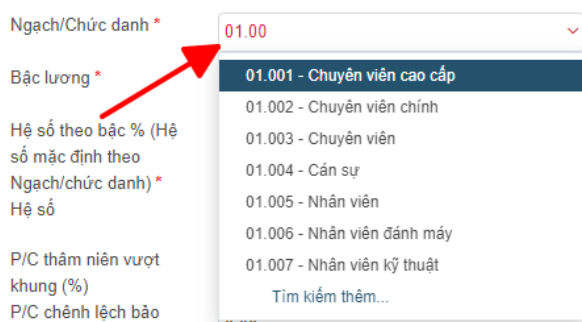 Ngạch/Chức danh *
01.00
01.001 - Chuyên viên cao cấp
Bậc lương *
01.002 - Chuyên viên chính
Hệ số theo bậc % (Hệ
số mặc định theo
Ngạch/chức danh) *
01.003 - Chuyên viên
01.004 - Cán sự
01.005 - Nhân viên
Hệ số
01.006 - Nhân viên đánh máy
P/C thâm niên vượt
khung (%)
01.007 - Nhân viên kỹ thuật
Tìm kiếm thêm...
P/C chênh lệch bảo